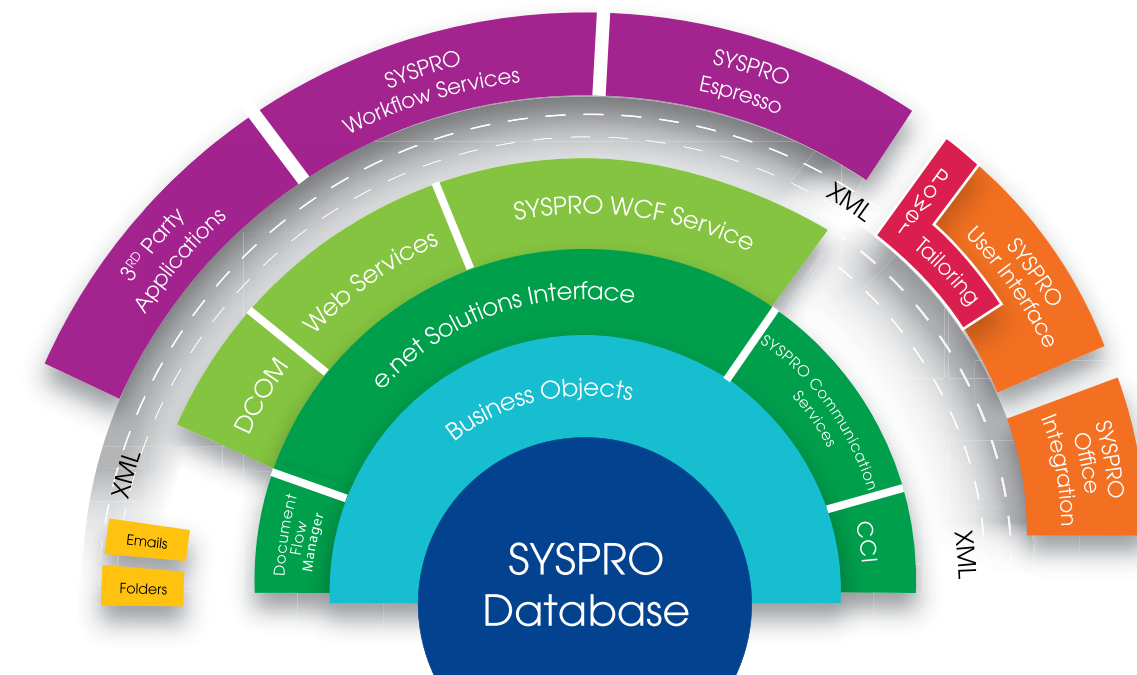 SYSPRO
Workflow Services
SYSPRO
Espresso
3RD Party
Applications
XML
Power Tailoring
SYSPRO
User Interface
SYSPRO WCF Service
Web Services
DCOM
e.net Solutions Interface
SYSPRO Communication
Services
Business Objects
SYSPRO
Office
Integration
XML
Emails
Folders
Document
Flow
Manager
CCI
XML
SYSPRO
Database